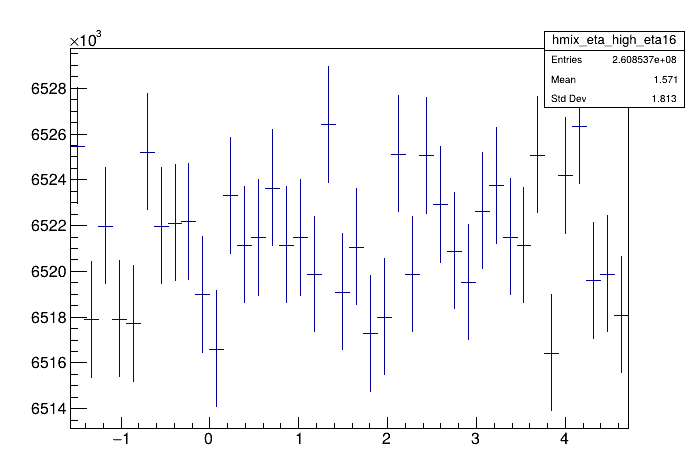 ×10³
hmix_eta_high_eta16
Entries 2.608537e+08
Mean 1.571
Std Dev 1.813
6528
6526
6524
6522
6520
6518
6516
6514
−1 0 1 2 3 4